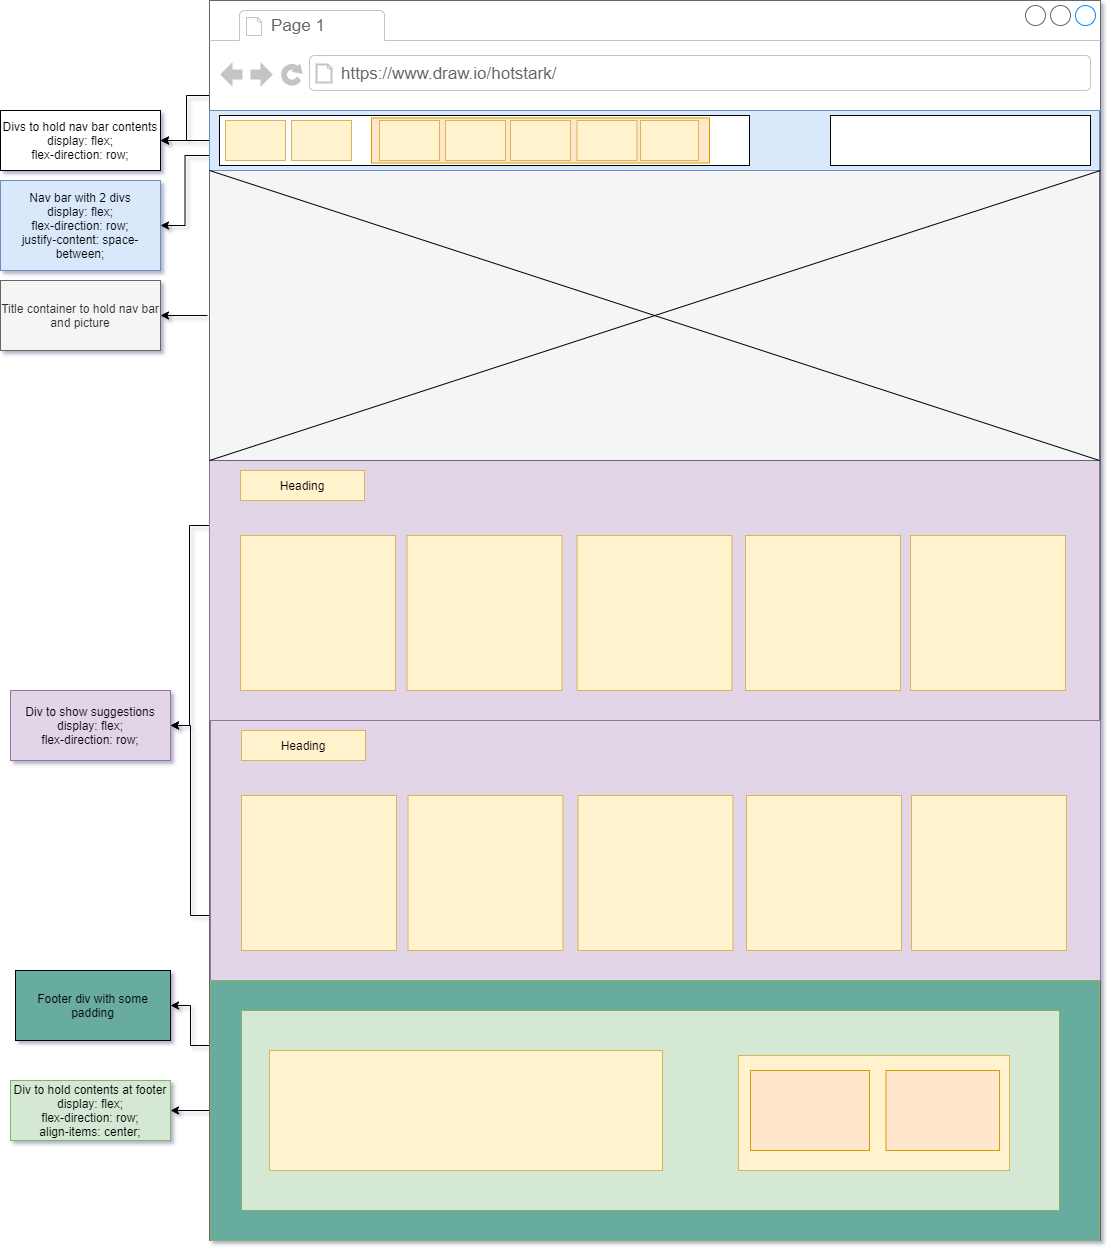 Page 1
https://www.draw.io/hotstark/
Divs to hold nav bar contents
display: flex;
flex-direction: row;
Nav bar with 2 divs
display: flex;
flex-direction: row;
justify-content: space-
between;
Title container to hold nav bar
and picture
Heading
Div to show suggestions
display: flex;
flex-direction: row;
Heading
Footer div with some
padding
Div to hold contents at footer
display: flex;
flex-direction: row;
align-items: center;